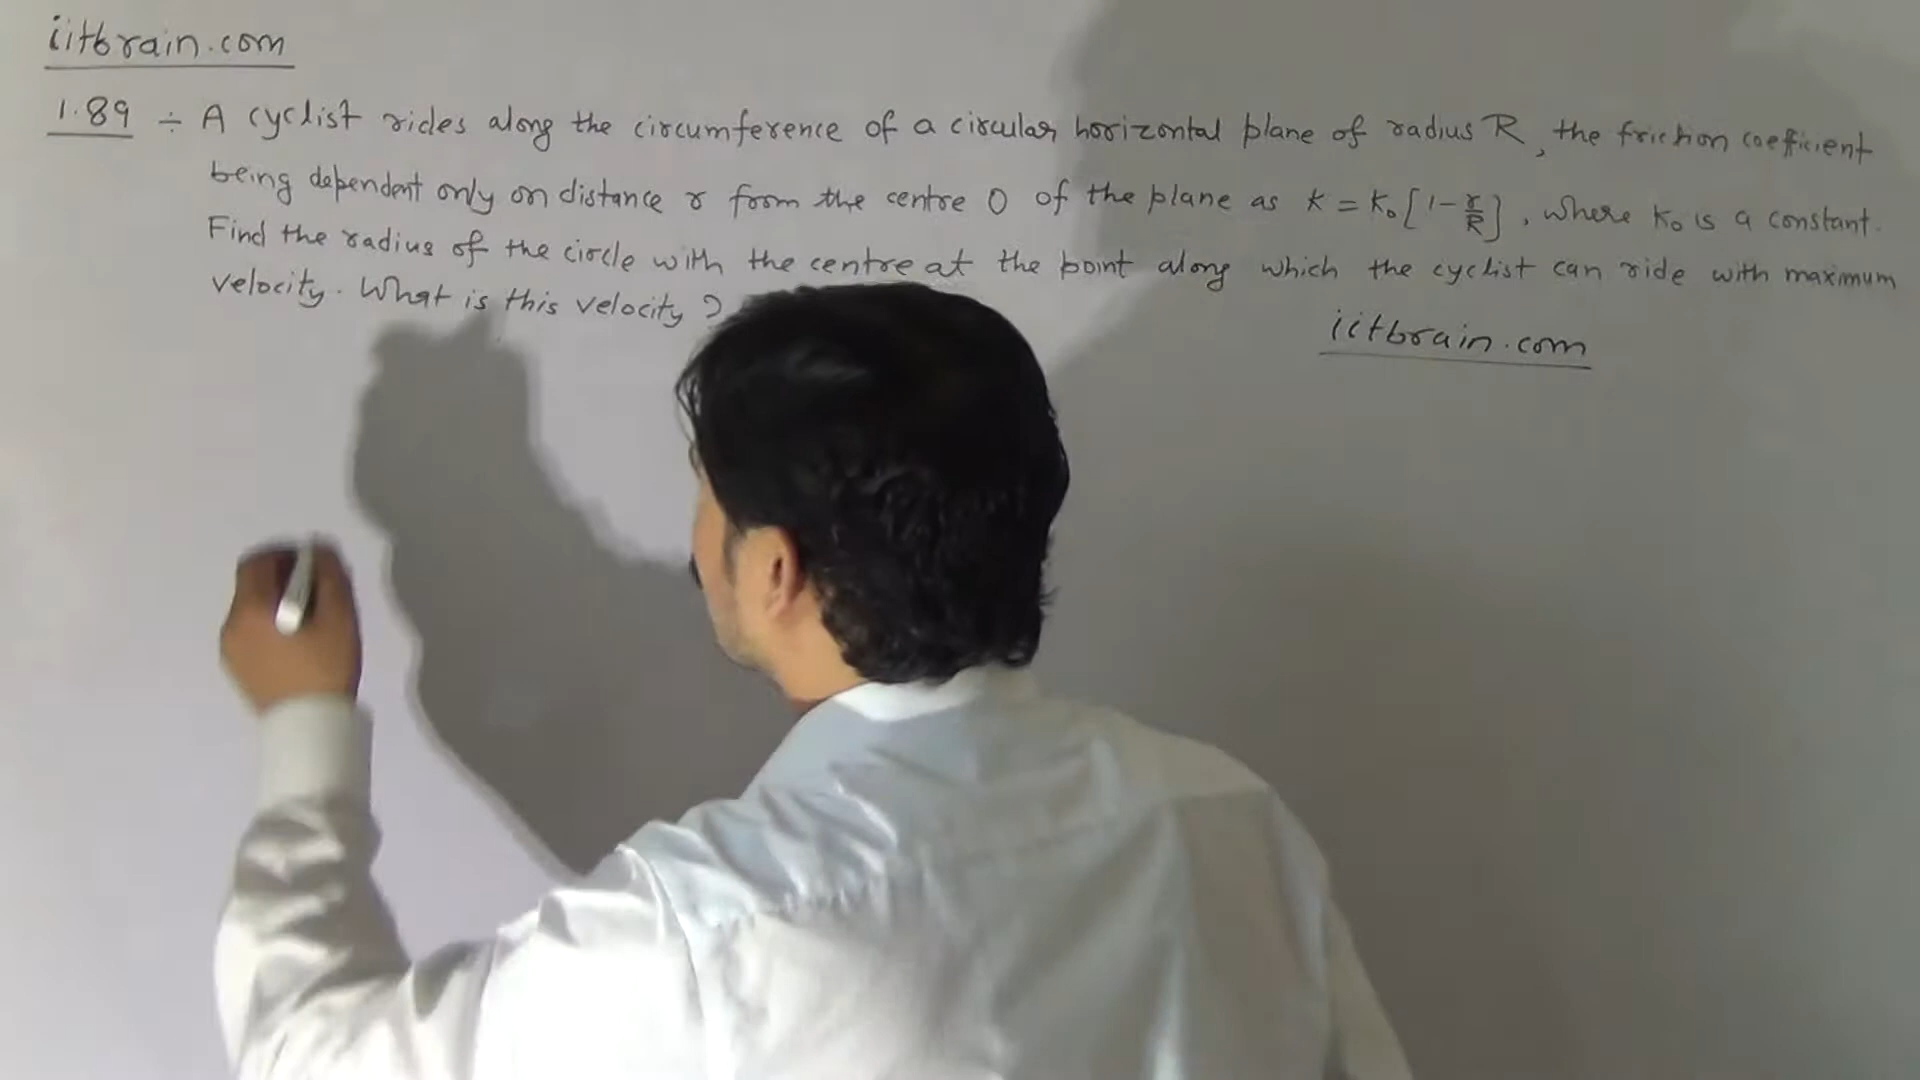 iitbrain.com
1.89 ÷ A cyclist rides along the circumference of a circular horizontal plane of radius R, the friction coefficient
being dependent only on distance r from the centre O of the plane as K = K₀[1 - r/R], where K₀ is a constant.
Find the radius of the circle with the centre at the point along which the cyclist can ride with maximum
velocity. What is this velocity?
iitbrain.com